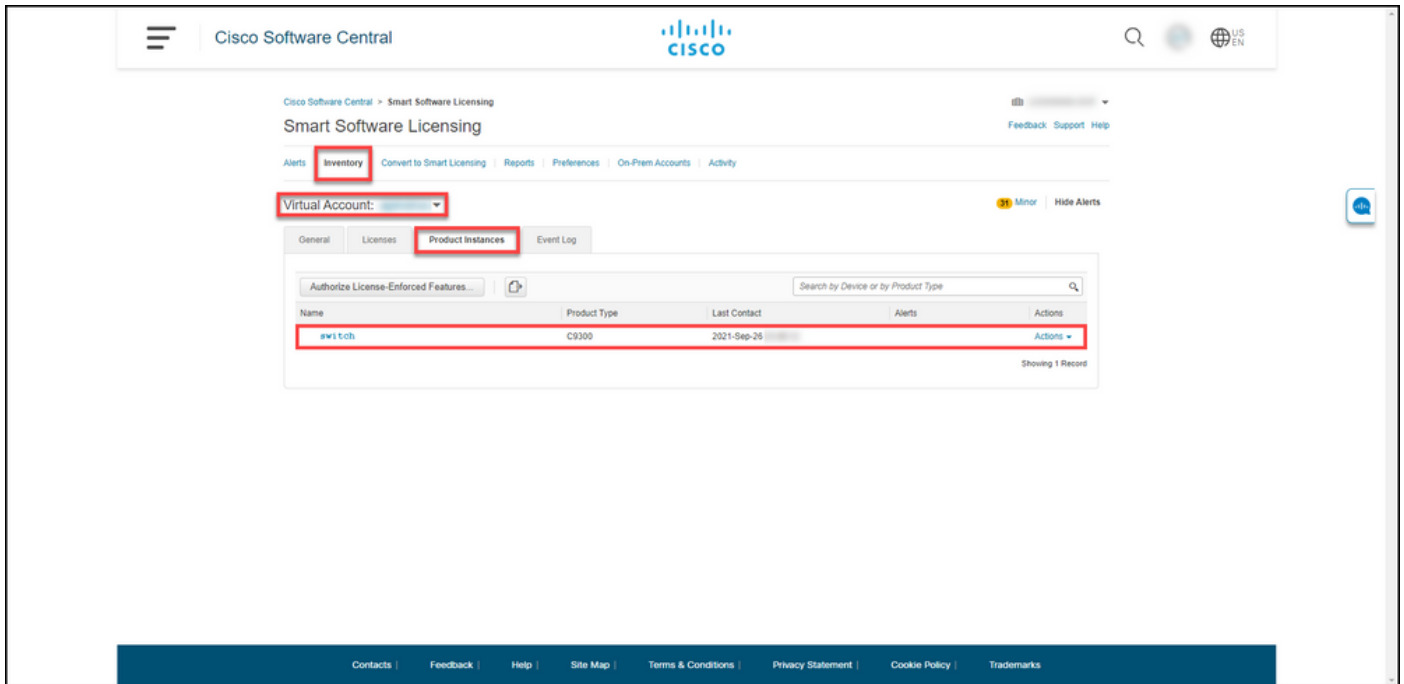 Cisco Software Central
CISCO
US
EN
Cisco Software Central > Smart Software Licensing
Smart Software Licensing
Feedback Support Help
Alerts Inventory Convert to Smart Licensing | Reports | Preferences | On-Prem Accounts | Activity
Virtual Account:
31 Minor | Hide Alerts
General Licenses Product Instances Event Log
Authorize License-Enforced Features... Search by Device or by Product Type
Name Product Type Last Contact Alerts Actions
switch C9300 2021-Sep-26 Actions
Showing 1 Record
Contacts | Feedback | Help | Site Map | Terms & Conditions | Privacy Statement | Cookie Policy | Trademarks